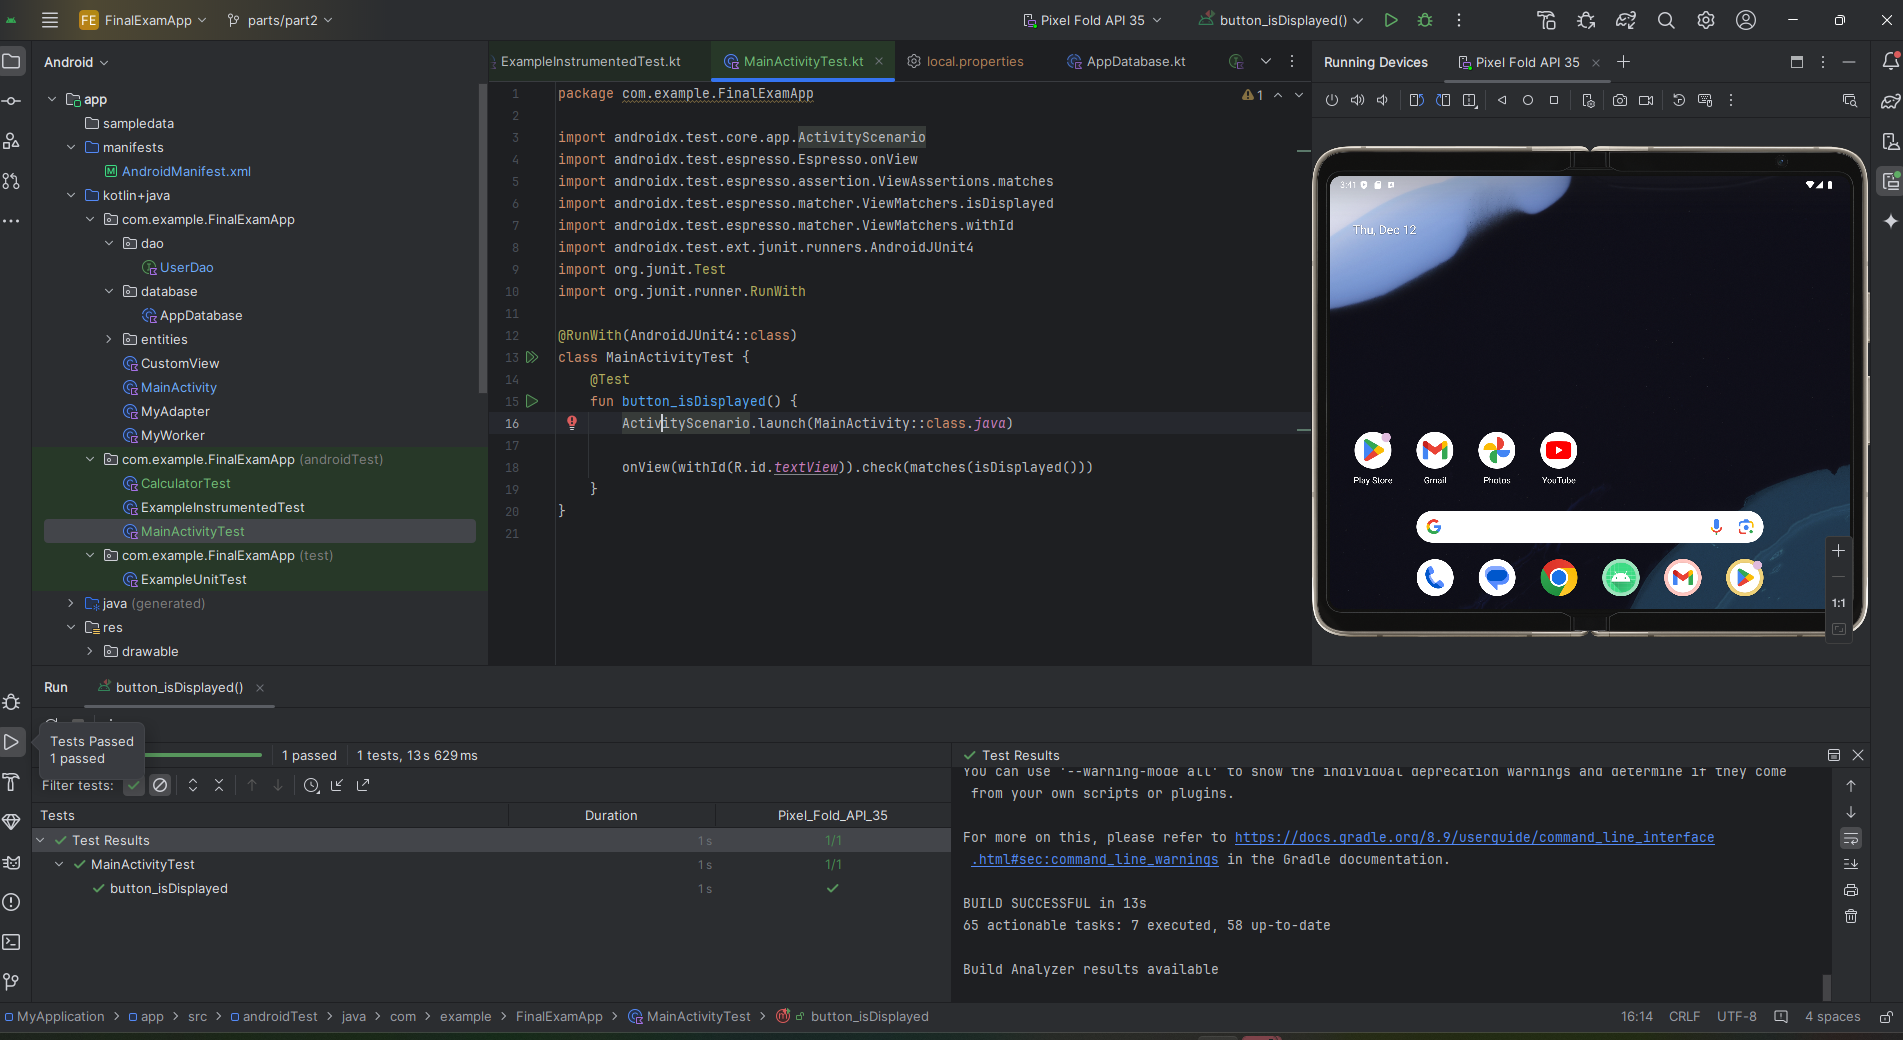 FE FinalExamApp parts/part2 Pixel Fold API 35 button_isDisplayed()
Android
app
sampledata
manifests
AndroidManifest.xml
kotlin+java
com.example.FinalExamApp
dao
UserDao
database
AppDatabase
entities
CustomView
MainActivity
MyAdapter
MyWorker
com.example.FinalExamApp (androidTest)
CalculatorTest
ExampleInstrumentedTest
MainActivityTest
com.example.FinalExamApp (test)
ExampleUnitTest
java (generated)
res
drawable
ExampleInstrumentedTest.kt MainActivityTest.kt local.properties AppDatabase.kt
1
1 package com.example.FinalExamApp
2
3 import androidx.test.core.app.ActivityScenario
4 import androidx.test.espresso.Espresso.onView
5 import androidx.test.espresso.assertion.ViewAssertions.matches
6 import androidx.test.espresso.matcher.ViewMatchers.isDisplayed
7 import androidx.test.espresso.matcher.ViewMatchers.withId
8 import androidx.test.ext.junit.runners.AndroidJUnit4
9 import org.junit.Test
10 import org.junit.runner.RunWith
11
12 @RunWith(AndroidJUnit4::class)
13 class MainActivityTest {
14 @Test
15 fun button_isDisplayed() {
16 ActivityScenario.launch(MainActivity::class.java)
17
18 onView(withId(R.id.textView)).check(matches(isDisplayed()))
19 }
20 }
21
Running Devices Pixel Fold API 35
3:41
Thu, Dec 12
Play Store Gmail Photos YouTube
1:1
Run button_isDisplayed()
Tests Passed
1 passed
1 passed 1 tests, 13 s 629 ms
Filter tests:
Tests Duration Pixel_Fold_API_35
Test Results 1 s 1/1
MainActivityTest 1 s 1/1
button_isDisplayed 1 s
Test Results
You can use '--warning-mode all' to show the individual deprecation warnings and determine if they come
from your own scripts or plugins.
For more on this, please refer to https://docs.gradle.org/8.9/userguide/command_line_interface
.html#sec:command_line_warnings in the Gradle documentation.
BUILD SUCCESSFUL in 13s
65 actionable tasks: 7 executed, 58 up-to-date
Build Analyzer results available
MyApplication > app > src > androidTest > java > com > example > FinalExamApp > MainActivityTest > button_isDisplayed
16:14 CRLF UTF-8 4 spaces